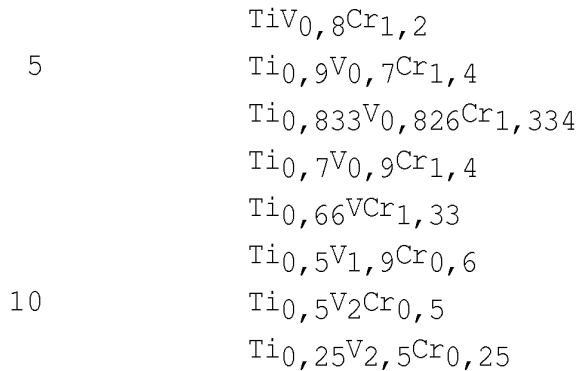 TiV0,8Cr1,2
5 Ti0,9V0,7Cr1,4
Ti0,833V0,826Cr1,334
Ti0,7V0,9Cr1,4
Ti0,66VCr1,33
Ti0,5V1,9Cr0,6
10 Ti0,5V2Cr0,5
Ti0,25V2,5Cr0,25